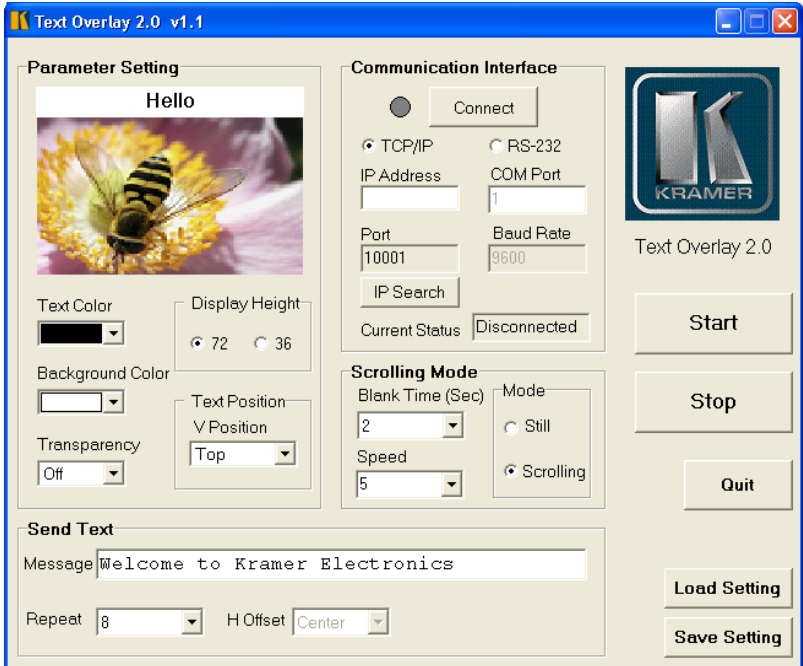 Text Overlay 2.0 v1.1
Parameter Setting
Hello
Text Color
Display Height
72
36
Background Color
Text Position
V Position
Top
Transparency
Off
Communication Interface
Connect
TCP/IP
RS-232
IP Address
COM Port
1
Port
Baud Rate
10001
9600
IP Search
Current Status
Disconnected
Scrolling Mode
Blank Time (Sec)
2
Speed
5
Mode
Still
Scrolling
KRAMER
Text Overlay 2.0
Start
Stop
Quit
Send Text
Message
Welcome to Kramer Electronics
Repeat
8
H Offset
Center
Load Setting
Save Setting